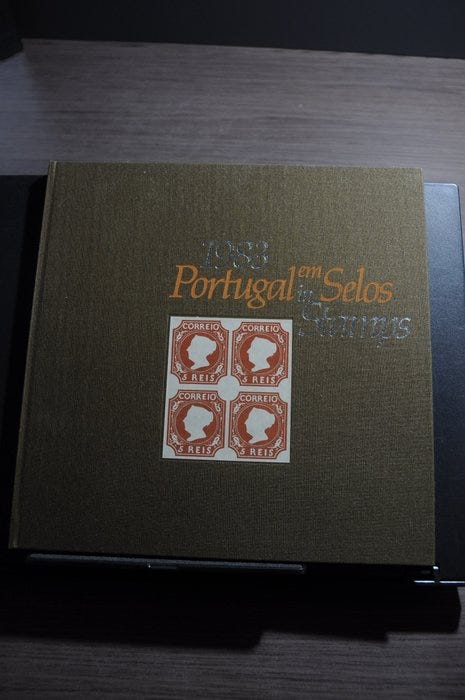 1983
Portugal em Selos
in Stamps
CORREIO CORREIO
5 REIS 5 REIS
CORREIO CORREIO
5 REIS 5 REIS